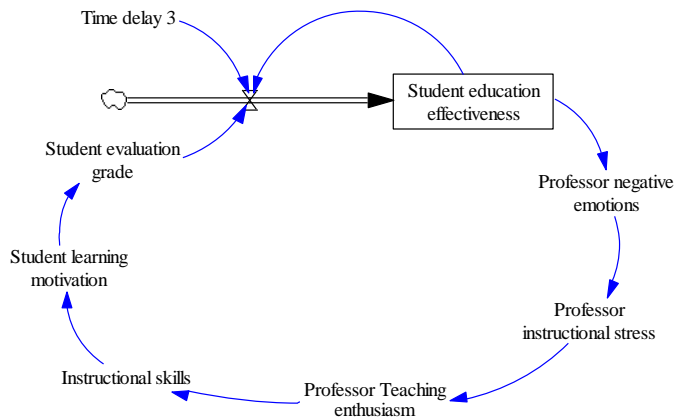 Time delay 3
Student education
effectiveness
Student evaluation
grade
Professor negative
emotions
Student learning
motivation
Professor
instructional stress
Instructional skills
Professor Teaching
enthusiasm